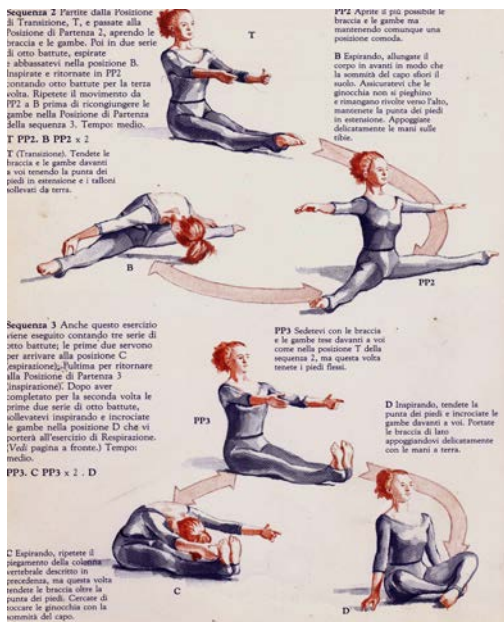 Sequenza 2 Partite dalla Posizione
di Transizione, T, e passate alla
Posizione di Partenza 2, aprendo le
braccia e le gambe. Poi in due serie
di otto battute, espirate
e abbassatevi nella posizione B.
Inspirate e ritornate in PP2
contando otto battute per la terza
volta. Ripetete il movimento da
PP2 a B prima di ricongiungere le
gambe nella Posizione di Partenza
della sequenza 3. Tempo: medio.
T PP2. B PP2 x 2
T (Transizione). Tendete le
braccia e le gambe davanti
a voi tenendo la punta dei
piedi in estensione e i talloni
sollevati da terra.
T
PP2 Aprite il più possibile le
braccia e le gambe ma
mantenendo comunque una
posizione comoda.
B Espirando, allungate il
corpo in avanti in modo che
la sommità del capo sfiori il
suolo. Assicuratevi che le
ginocchia non si pieghino
e rimangano rivolte verso l'alto,
mantenete la punta dei piedi
in estensione. Appoggiate
delicatamente le mani sulle
tibie.
B
PP2
Sequenza 3 Anche questo esercizio
viene eseguito contando tre serie di
otto battute; le prime due servono
per arrivare alla posizione C
(espirazione); l'ultima per ritornare
alla Posizione di Partenza 3
(inspirazione). Dopo aver
completato per la seconda volta le
prime due serie di otto battute,
sollevatevi inspirando e incrociate
le gambe nella posizione D che vi
porterà all'esercizio di Respirazione.
(Vedi pagina a fronte.) Tempo:
medio.
PP3. C PP3 x 2 . D
PP3 Sedetevi con le braccia
e le gambe tese davanti a voi
come nella posizione T della
sequenza 2, ma questa volta
tenete i piedi flessi.
PP3
D Inspirando, tendete la
punta dei piedi e incrociate le
gambe davanti a voi. Portate
le braccia di lato
appoggiandovi delicatamente
con le mani a terra.
C Espirando, ripetete il
piegamento della colonna
vertebrale descritto in
precedenza, ma questa volta
tendete le braccia oltre la
punta dei piedi. Cercate di
toccare le ginocchia con la
sommità del capo.
C
D